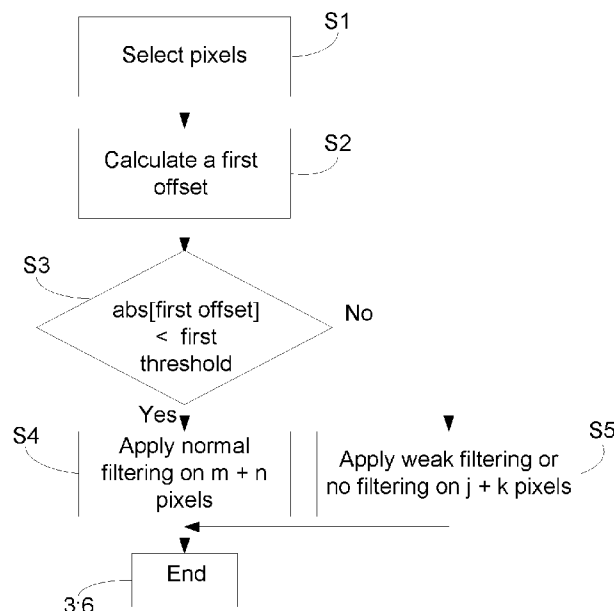 S1
Select pixels
S2
Calculate a first
offset
S3
abs[first offset]
< first
threshold
No
Yes
S4
Apply normal
filtering on m + n
pixels
S5
Apply weak filtering or
no filtering on j + k pixels
End
3:6